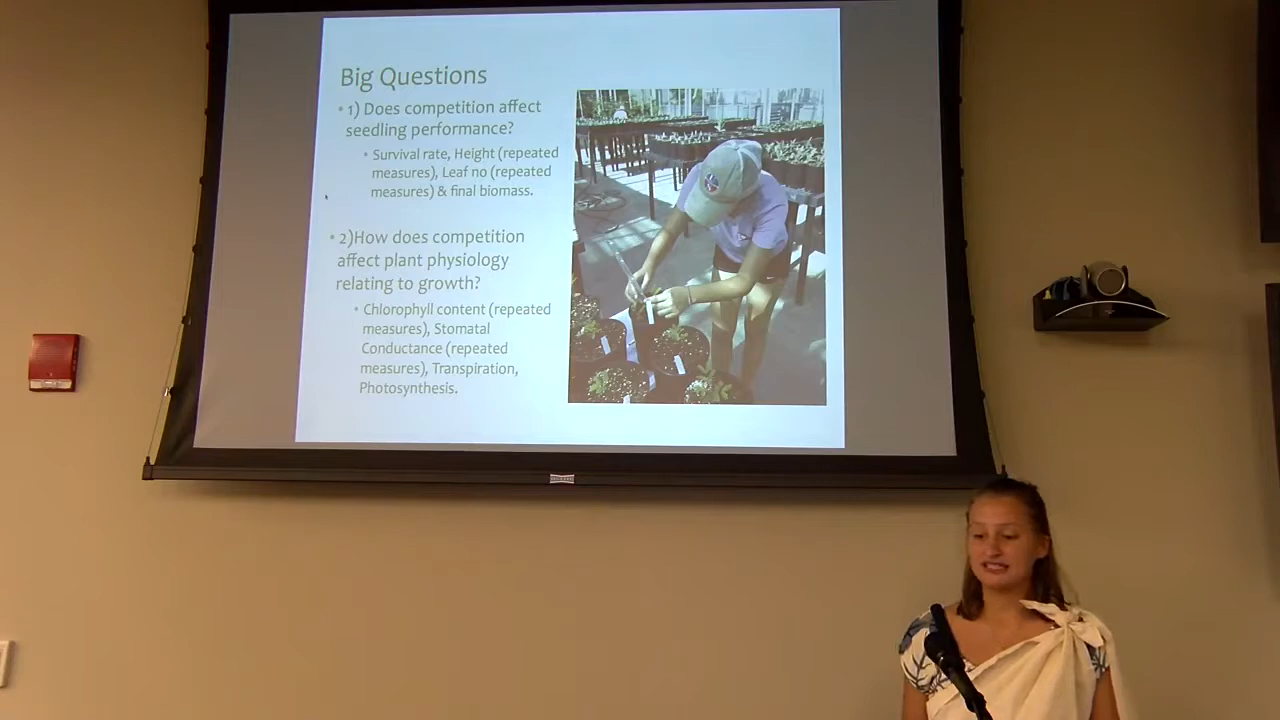 Big Questions
• 1) Does competition affect
seedling performance?
• Survival rate, Height (repeated
measures), Leaf no (repeated
measures) & final biomass.
• 2)How does competition
affect plant physiology
relating to growth?
• Chlorophyll content (repeated
measures), Stomatal
Conductance (repeated
measures), Transpiration,
Photosynthesis.